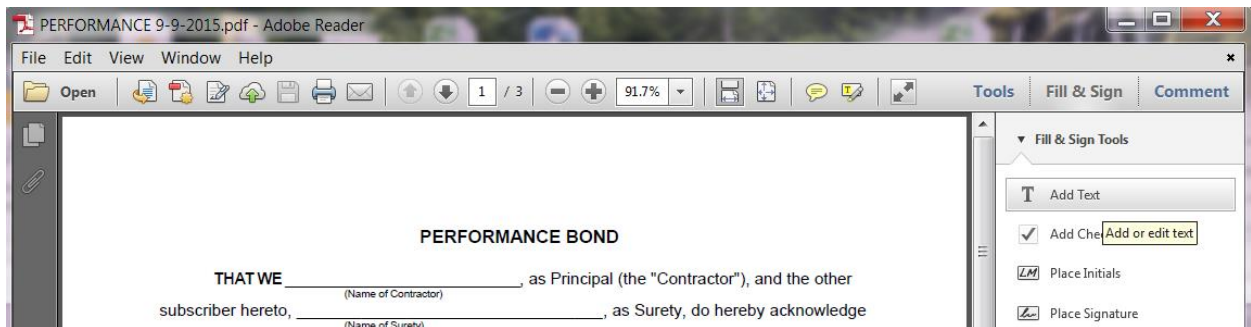 PERFORMANCE 9-9-2015.pdf - Adobe Reader
File Edit View Window Help
Open 1 / 3 91.7% Tools Fill & Sign Comment
Fill & Sign Tools
T Add Text
Add Che
Add or edit text
LM Place Initials
Place Signature
PERFORMANCE BOND
THAT WE ____________________, as Principal (the "Contractor"), and the other
(Name of Contractor)
subscriber hereto, ____________________, as Surety, do hereby acknowledge
(Name of Surety)